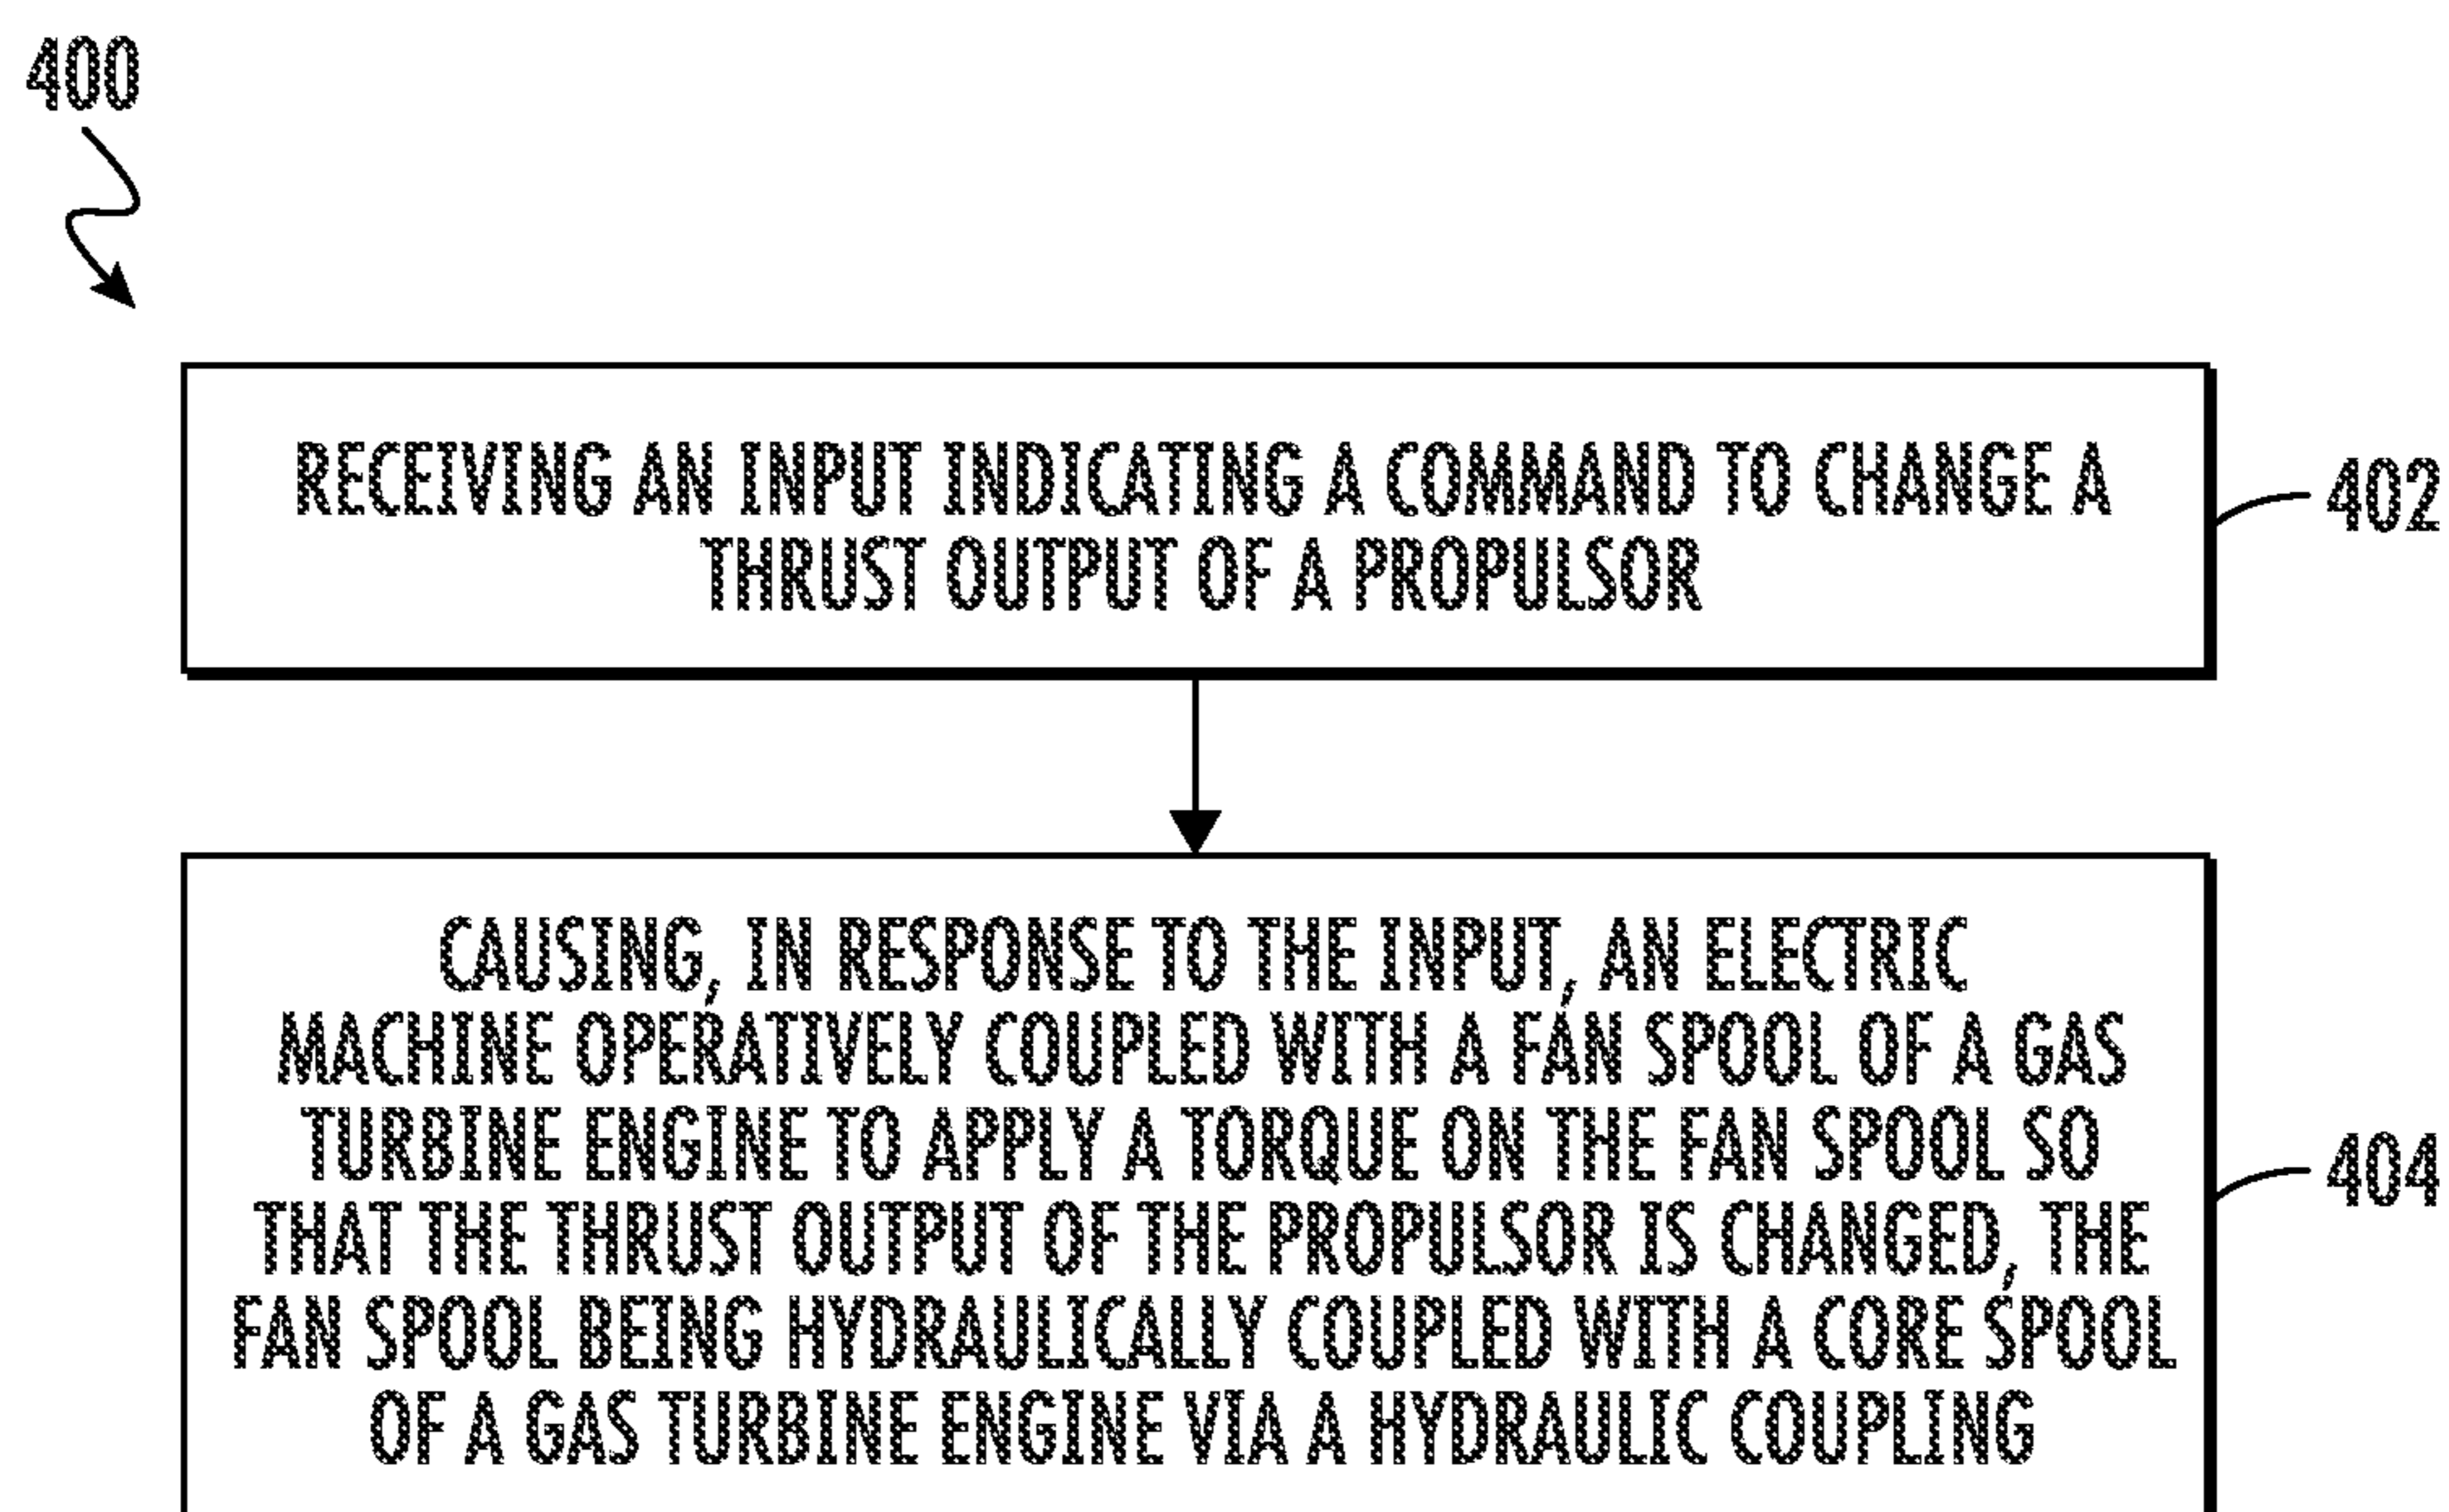 400
RECEIVING AN INPUT INDICATING A COMMAND TO CHANGE A
THRUST OUTPUT OF A PROPULSOR
402
CAUSING, IN RESPONSE TO THE INPUT, AN ELECTRIC
MACHINE OPERATIVELY COUPLED WITH A FAN SPOOL OF A GAS
TURBINE ENGINE TO APPLY A TORQUE ON THE FAN SPOOL SO
THAT THE THRUST OUTPUT OF THE PROPULSOR IS CHANGED, THE
FAN SPOOL BEING HYDRAULICALLY COUPLED WITH A CORE SPOOL
OF A GAS TURBINE ENGINE VIA A HYDRAULIC COUPLING
404